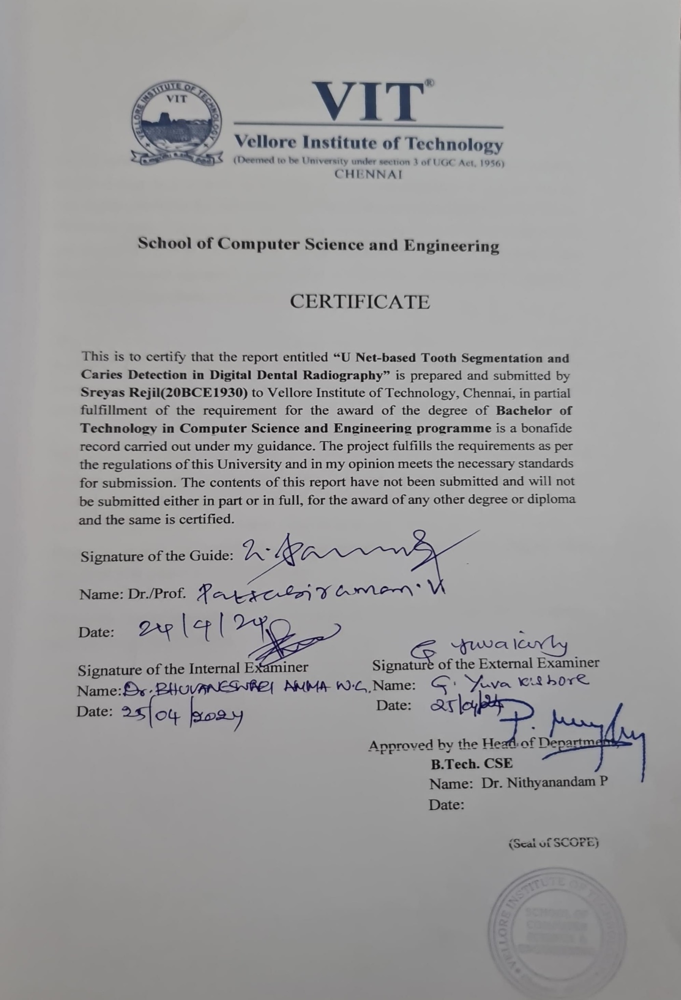 VELLORE INSTITUTE OF TECHNOLOGY
VIT
VIT®
Vellore Institute of Technology
(Deemed to be University under section 3 of UGC Act, 1956)
CHENNAI
School of Computer Science and Engineering
CERTIFICATE
This is to certify that the report entitled “U Net-based Tooth Segmentation and
Caries Detection in Digital Dental Radiography” is prepared and submitted by
Sreyas Rejil(20BCE1930) to Vellore Institute of Technology, Chennai, in partial
fulfillment of the requirement for the award of the degree of Bachelor of
Technology in Computer Science and Engineering programme is a bonafide
record carried out under my guidance. The project fulfills the requirements as per
the regulations of this University and in my opinion meets the necessary standards
for submission. The contents of this report have not been submitted and will not
be submitted either in part or in full, for the award of any other degree or diploma
and the same is certified.
Signature of the Guide:
Name: Dr./Prof. Pattabiraman. V
Date: 24/4/24
Signature of the Internal Examiner
Name: Dr. BHUVANESWARI AMMA N.G.
Date: 25/04/2024
G Yuvakishore
Signature of the External Examiner
Name: G. Yuva Kishore
Date: 25/04/24
Approved by the Head of Department,
B.Tech. CSE
Name: Dr. Nithyanandam P
Date:
(Seal of SCOPE)
VELLORE INSTITUTE OF TECHNOLOGY
SCHOOL OF
COMPUTER
SCIENCE &
ENGINEERING